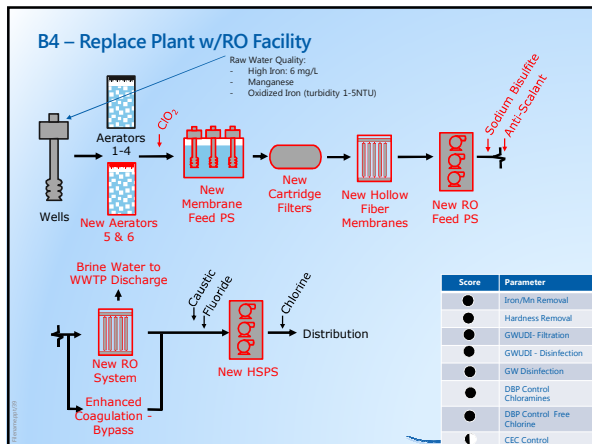 B4 – Replace Plant w/RO Facility
Raw Water Quality:
- High Iron: 6 mg/L
- Manganese
- Oxidized Iron (turbidity 1-5NTU)
ClO2
Sodium Bisulfite
Anti-Scalant
Aerators
1-4
Wells
New Aerators
5 & 6
New
Membrane
Feed PS
New
Cartridge
Filters
New Hollow
Fiber
Membranes
New RO
Feed PS
Brine Water to
WWTP Discharge
Caustic
Fluoride
Chlorine
Distribution
New RO
System
New HSPS
Enhanced
Coagulation -
Bypass
Score Parameter
Iron/Mn Removal
Hardness Removal
GWUDI- Filtration
GWUDI - Disinfection
GW Disinfection
DBP Control
Chloramines
DBP Control Free
Chlorine
CEC Control